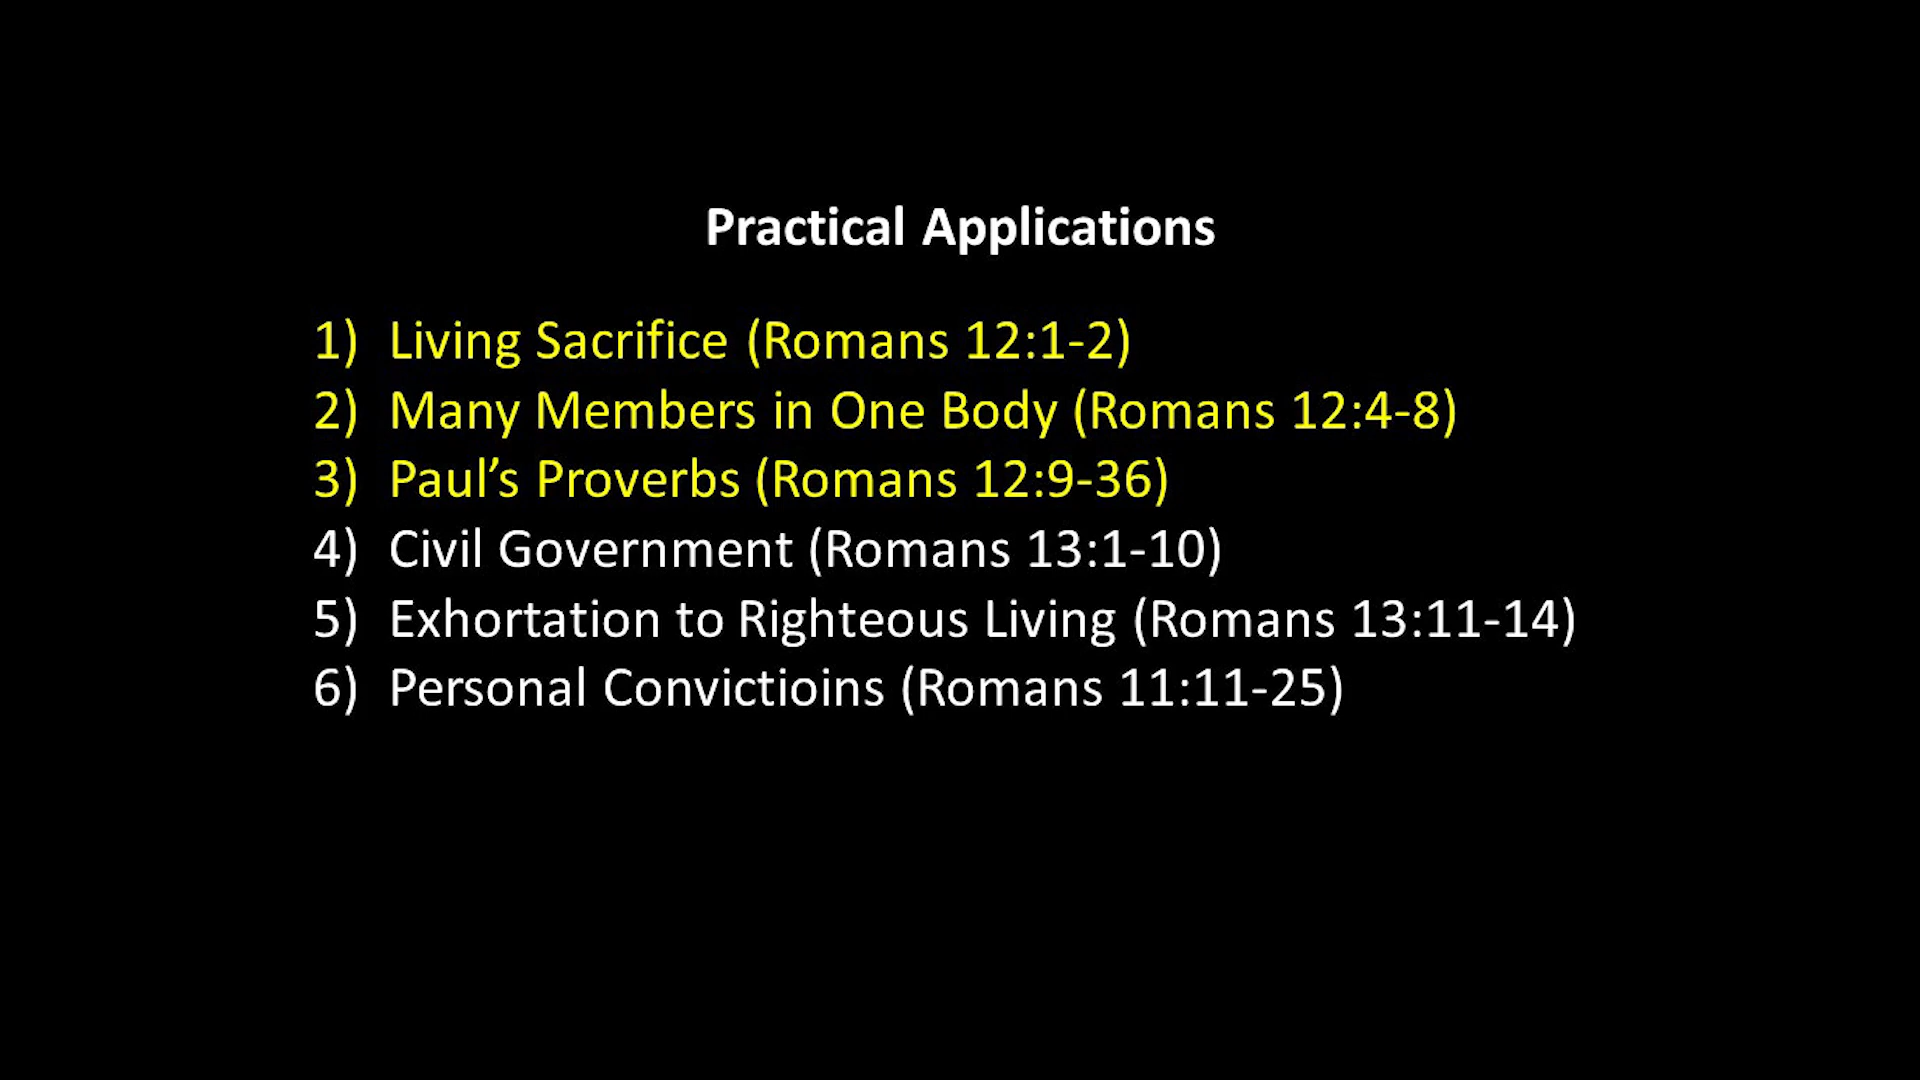 Practical Applications
1) Living Sacrifice (Romans 12:1-2)
2) Many Members in One Body (Romans 12:4-8)
3) Paul’s Proverbs (Romans 12:9-36)
4) Civil Government (Romans 13:1-10)
5) Exhortation to Righteous Living (Romans 13:11-14)
6) Personal Convictioins (Romans 11:11-25)